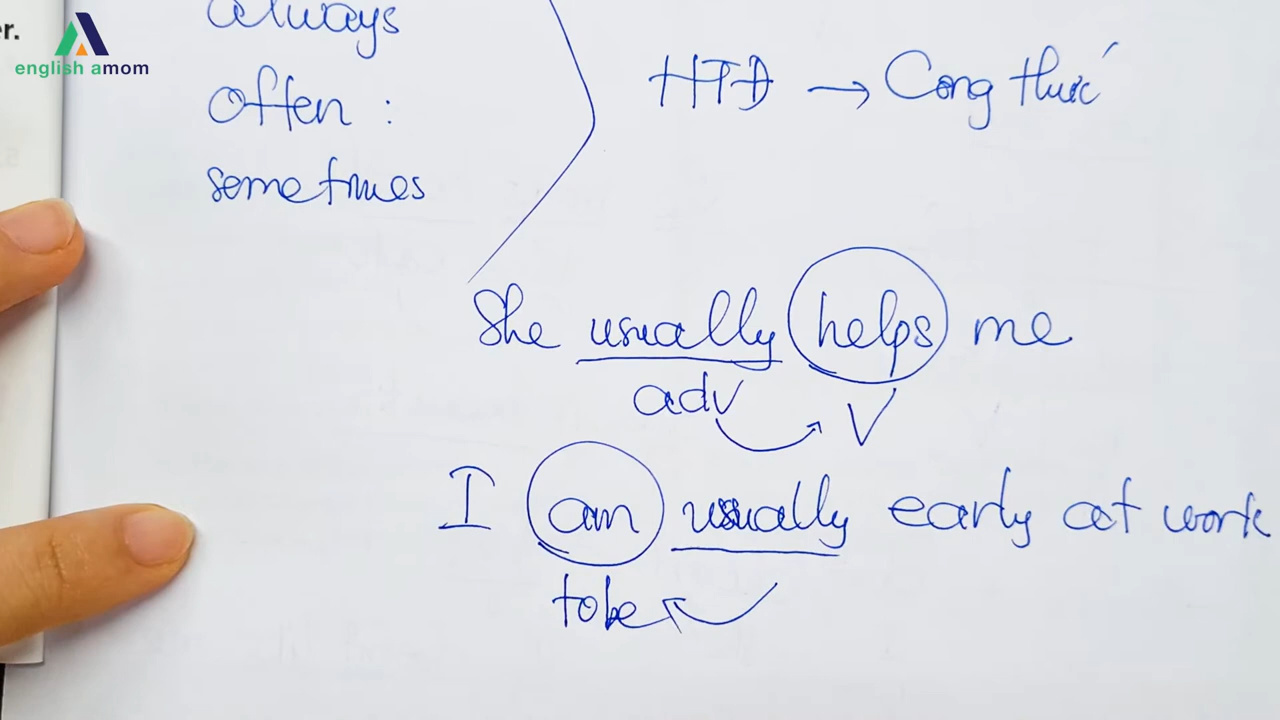 er.
english amom
always
often :
sometimes
HTĐ → Công thức
She usually helps me
adv V
I am usually early at work
tobe